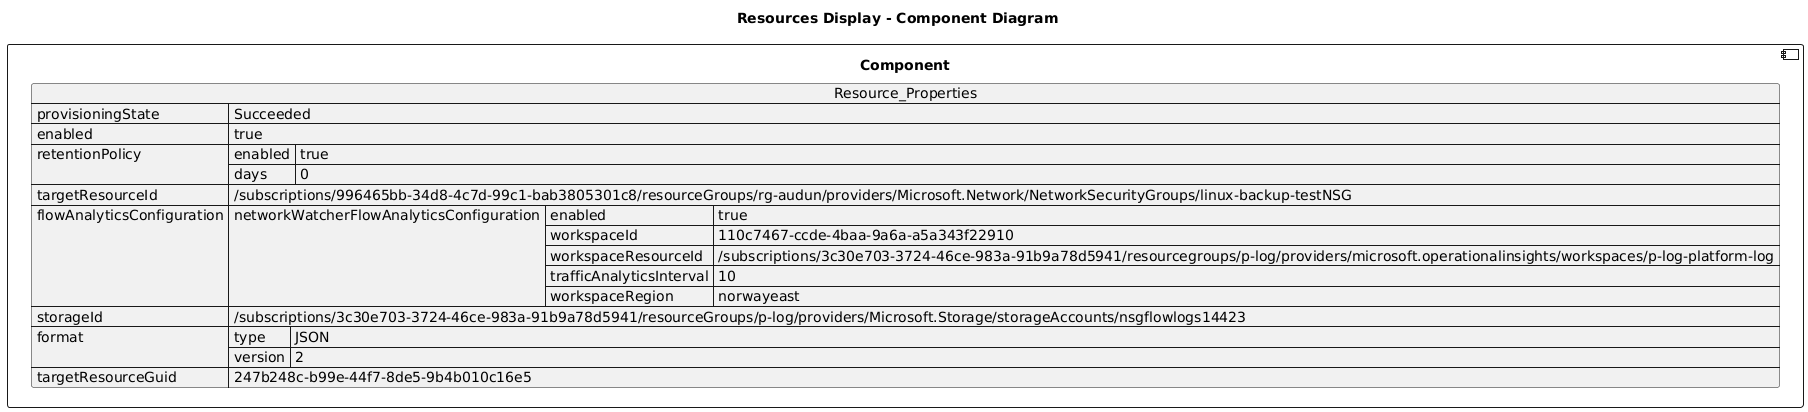 Resources Display - Component Diagram
Component
Resource_Properties
provisioningState Succeeded
enabled true
retentionPolicy enabled true
days 0
targetResourceId /subscriptions/996465bb-34d8-4c7d-99c1-bab3805301c8/resourceGroups/rg-audun/providers/Microsoft.Network/NetworkSecurityGroups/linux-backup-testNSG
flowAnalyticsConfiguration networkWatcherFlowAnalyticsConfiguration enabled true
workspaceId 110c7467-ccde-4baa-9a6a-a5a343f22910
workspaceResourceId /subscriptions/3c30e703-3724-46ce-983a-91b9a78d5941/resourcegroups/p-log/providers/microsoft.operationalinsights/workspaces/p-log-platform-log
trafficAnalyticsInterval 10
workspaceRegion norwayeast
storageId /subscriptions/3c30e703-3724-46ce-983a-91b9a78d5941/resourceGroups/p-log/providers/Microsoft.Storage/storageAccounts/nsgflowlogs14423
format type JSON
version 2
targetResourceGuid 247b248c-b99e-44f7-8de5-9b4b010c16e5